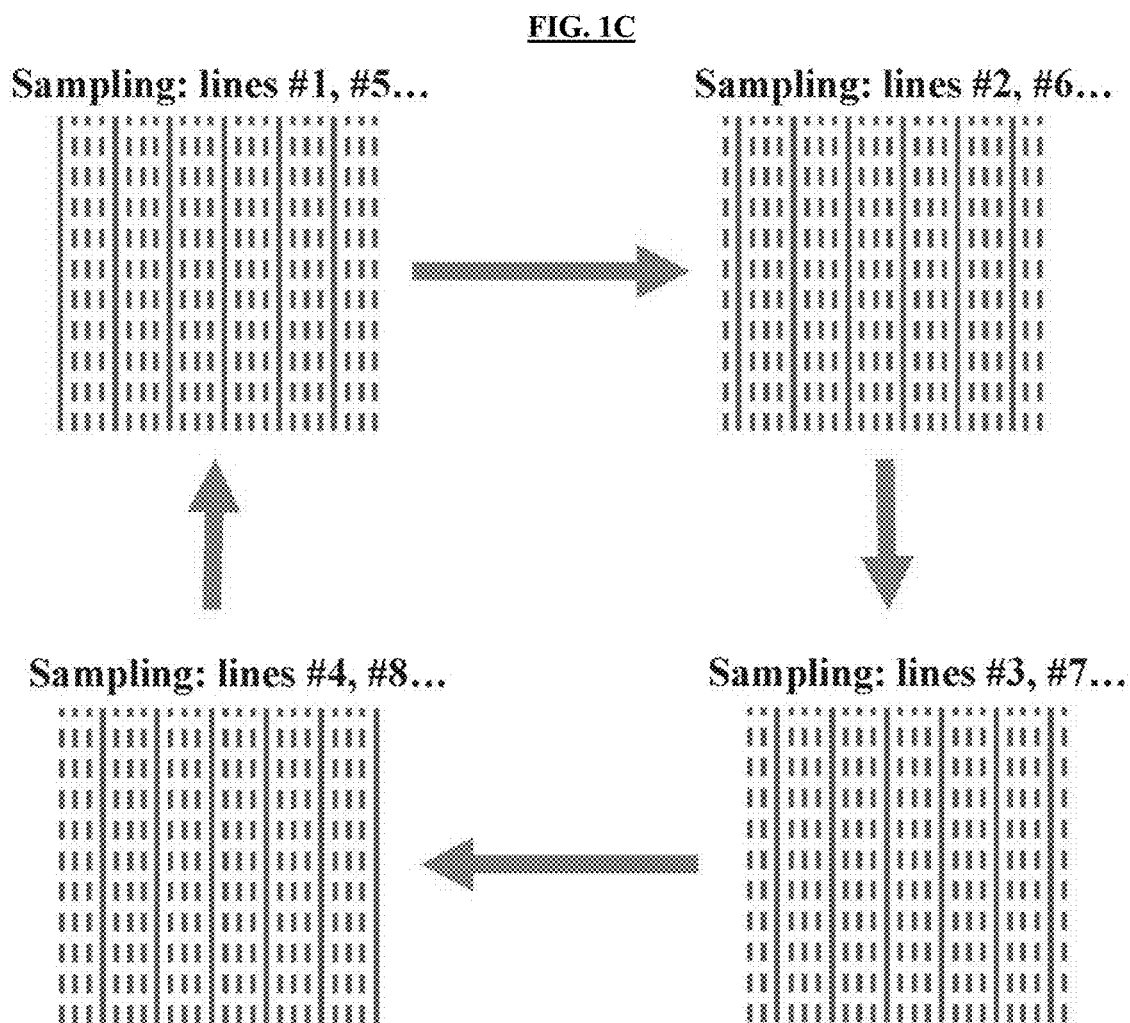 FIG. 1C
Sampling: lines #1, #5...
Sampling: lines #2, #6...
Sampling: lines #4, #8...
Sampling: lines #3, #7...